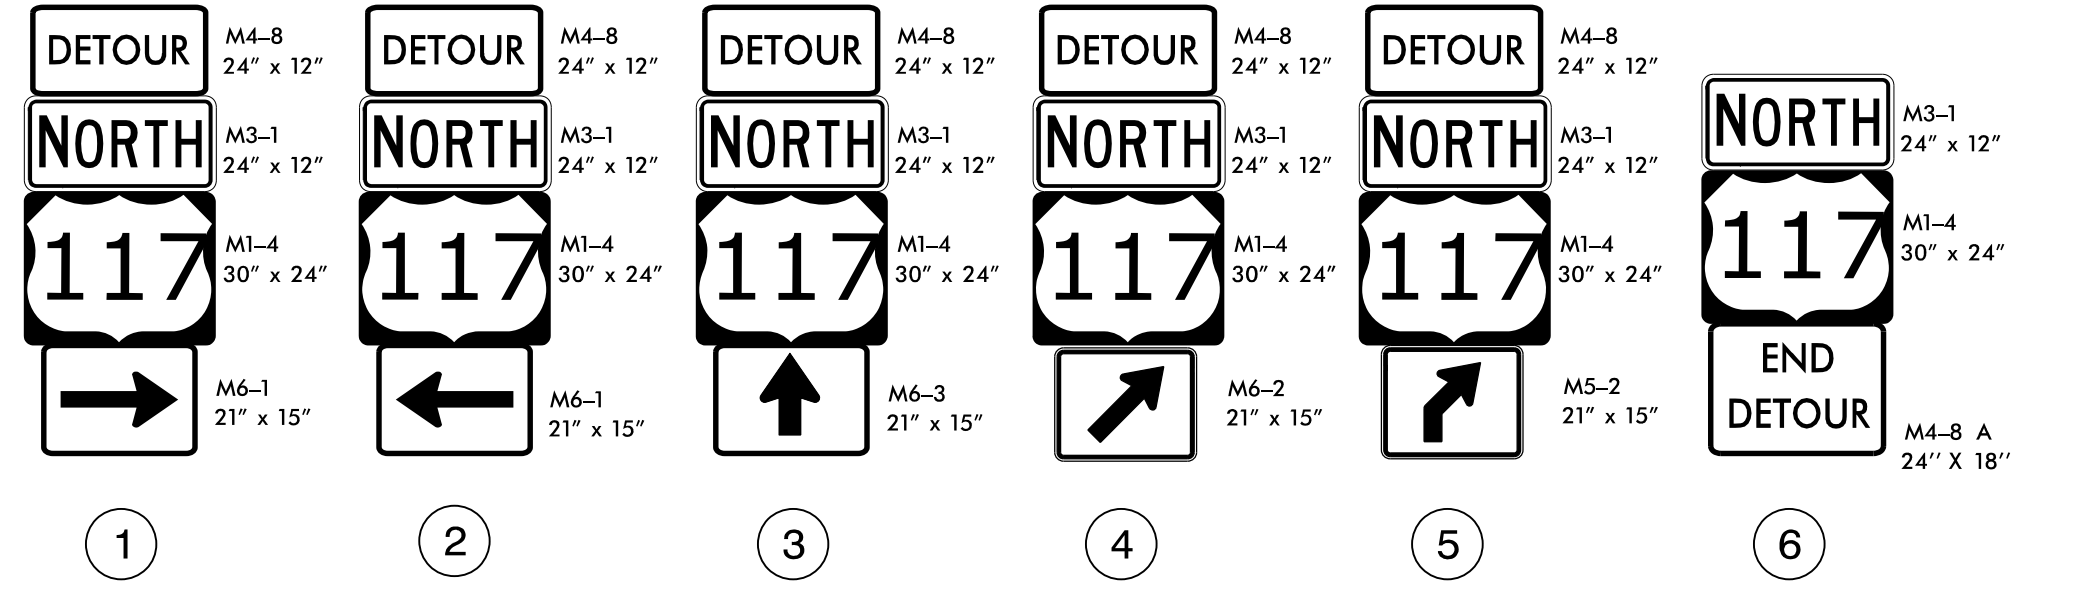 DETOUR
M4–8
24″ x 12″
NORTH
M3–1
24″ x 12″
117
M1–4
30″ x 24″
M6–1
21″ x 15″
1
DETOUR
M4–8
24″ x 12″
NORTH
M3–1
24″ x 12″
117
M1–4
30″ x 24″
M6–1
21″ x 15″
2
DETOUR
M4–8
24″ x 12″
NORTH
M3–1
24″ x 12″
117
M1–4
30″ x 24″
M6–3
21″ x 15″
3
DETOUR
M4–8
24″ x 12″
NORTH
M3–1
24″ x 12″
117
M1–4
30″ x 24″
M6–2
21″ x 15″
4
DETOUR
M4–8
24″ x 12″
NORTH
M3–1
24″ x 12″
117
M1–4
30″ x 24″
M5–2
21″ x 15″
5
NORTH
M3–1
24″ x 12″
117
M1–4
30″ x 24″
END
DETOUR
M4–8 A
24′′ X 18′′
6